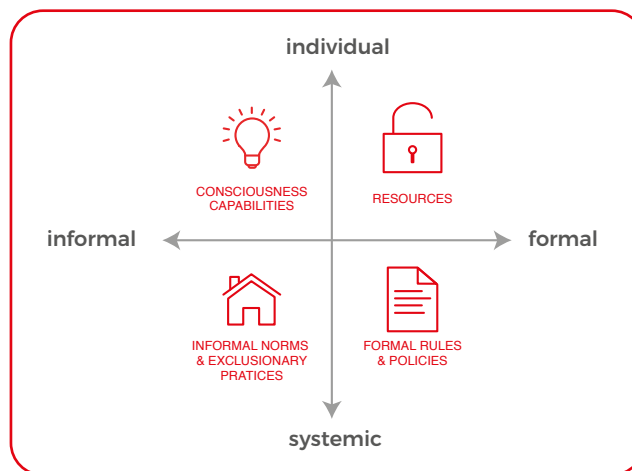 individual
CONSCIOUSNESS
CAPABILITIES
RESOURCES
informal
formal
INFORMAL NORMS
& EXCLUSIONARY
PRATICES
FORMAL RULES
& POLICIES
systemic